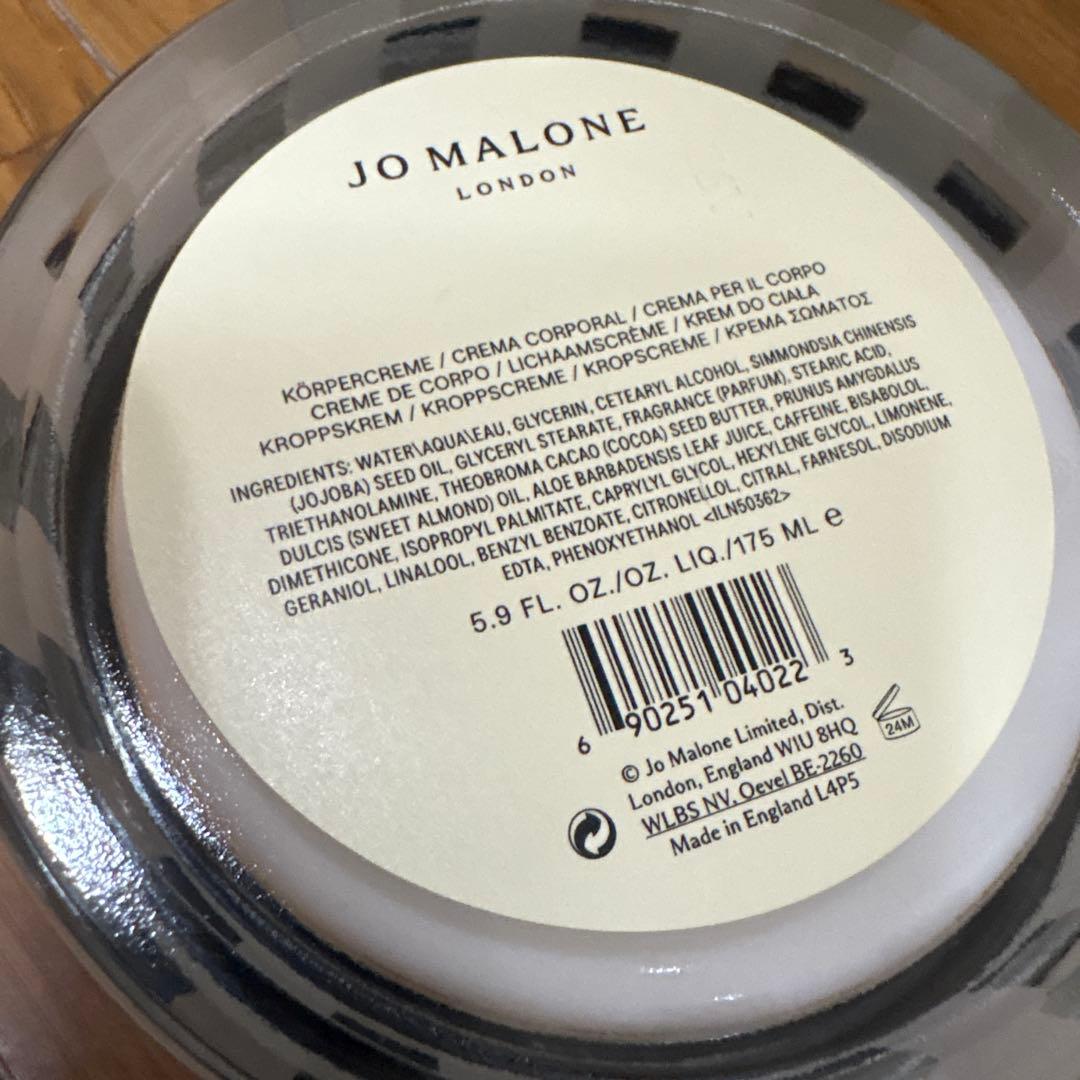 JO MALONE
LONDON
KÖRPERCREME / CREMA CORPORAL / CREMA PER IL CORPO
CREME DE CORPO / LICHAAMSCRÈME / KREM DO CIAŁA
KROPPSKREM / KROPPSCREME / KROPSCREME / ΚΡΕΜΑ ΣΩΜΑΤΟΣ
INGREDIENTS: WATER\AQUA\EAU, GLYCERIN, CETEARYL ALCOHOL, SIMMONDSIA CHINENSIS
(JOJOBA) SEED OIL, GLYCERYL STEARATE, FRAGRANCE (PARFUM), STEARIC ACID,
TRIETHANOLAMINE, THEOBROMA CACAO (COCOA) SEED BUTTER, PRUNUS AMYGDALUS
DULCIS (SWEET ALMOND) OIL, ALOE BARBADENSIS LEAF JUICE, CAFFEINE, BISABOLOL,
DIMETHICONE, ISOPROPYL PALMITATE, CAPRYLYL GLYCOL, HEXYLENE GLYCOL, LIMONENE,
GERANIOL, LINALOOL, BENZYL BENZOATE, CITRONELLOL, CITRAL, FARNESOL, DISODIUM
EDTA, PHENOXYETHANOL <ILN50362>
5.9 FL. OZ./OZ. LIQ./175 ML ℮
6 90251 04022 3
24M
© Jo Malone Limited, Dist.
London, England W1U 8HQ
WLBS NV, Oevel BE-2260
Made in England L4P5